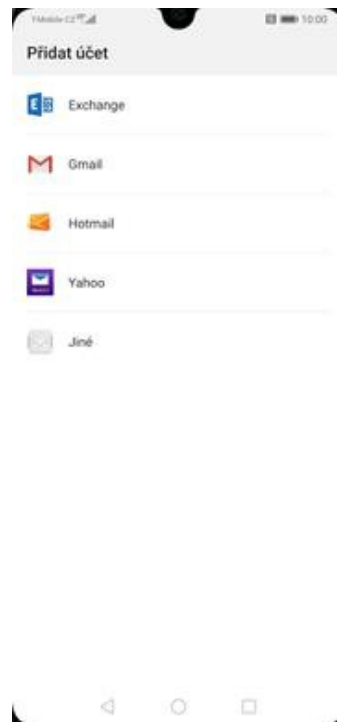 T-Mobile CZ 10:00
Přidat účet
Exchange
Gmail
Hotmail
Yahoo
Jiné